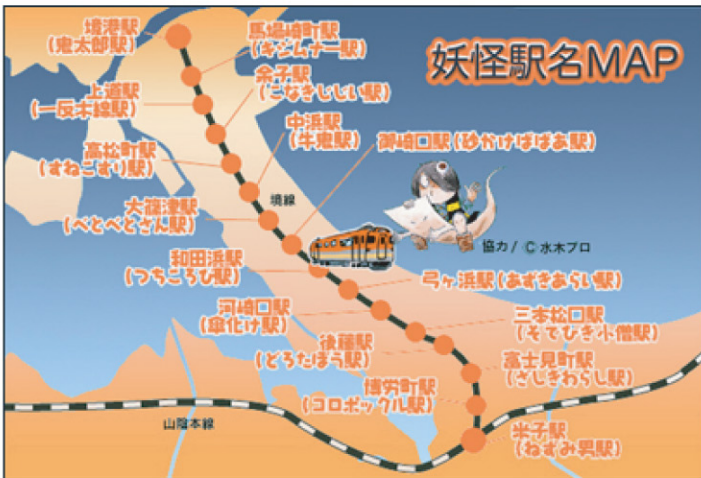 妖怪駅名MAP
境港駅
(鬼太郎駅)
馬場崎町駅
(キジムナー駅)
上道駅
(一反木綿駅)
余子駅
(こなきじじい駅)
高松町駅
(すねこすり駅)
中浜駅
(牛鬼駅)
御崎口駅(砂かけばばあ駅)
大篠津駅
(べとべとさん駅)
境線
協力/©水木プロ
和田浜駅
(つちころび駅)
弓ヶ浜駅(あずきあらい駅)
河崎口駅
(傘化け駅)
三本松口駅
(そでひき小僧駅)
後藤駅
(どろたぼう駅)
富士見町駅
(ざしきわらし駅)
博労町駅
(コロポックル駅)
米子駅
(ねずみ男駅)
山陰本線